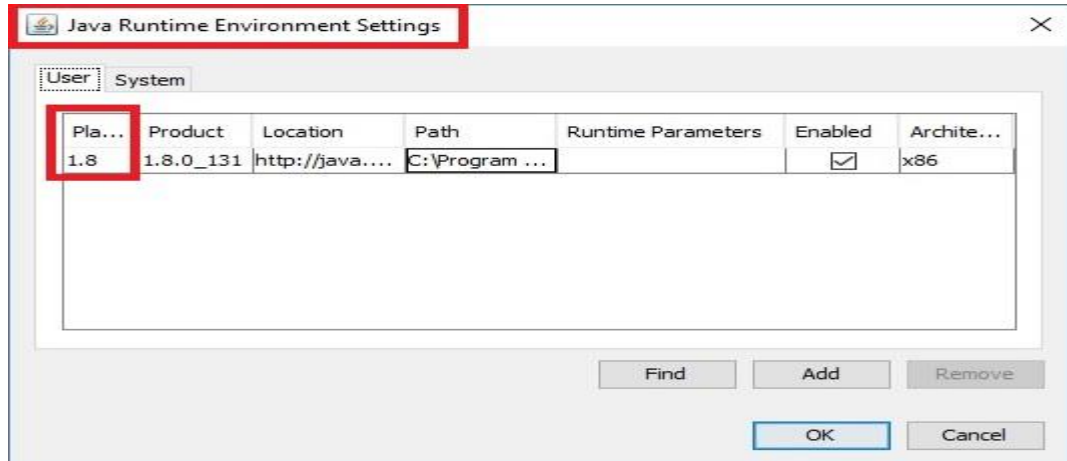 Java Runtime Environment Settings
User System
Pla... Product Location Path Runtime Parameters Enabled Archite...
1.8 1.8.0_131 http://java.... C:\Program ... x86
Find Add Remove
OK Cancel